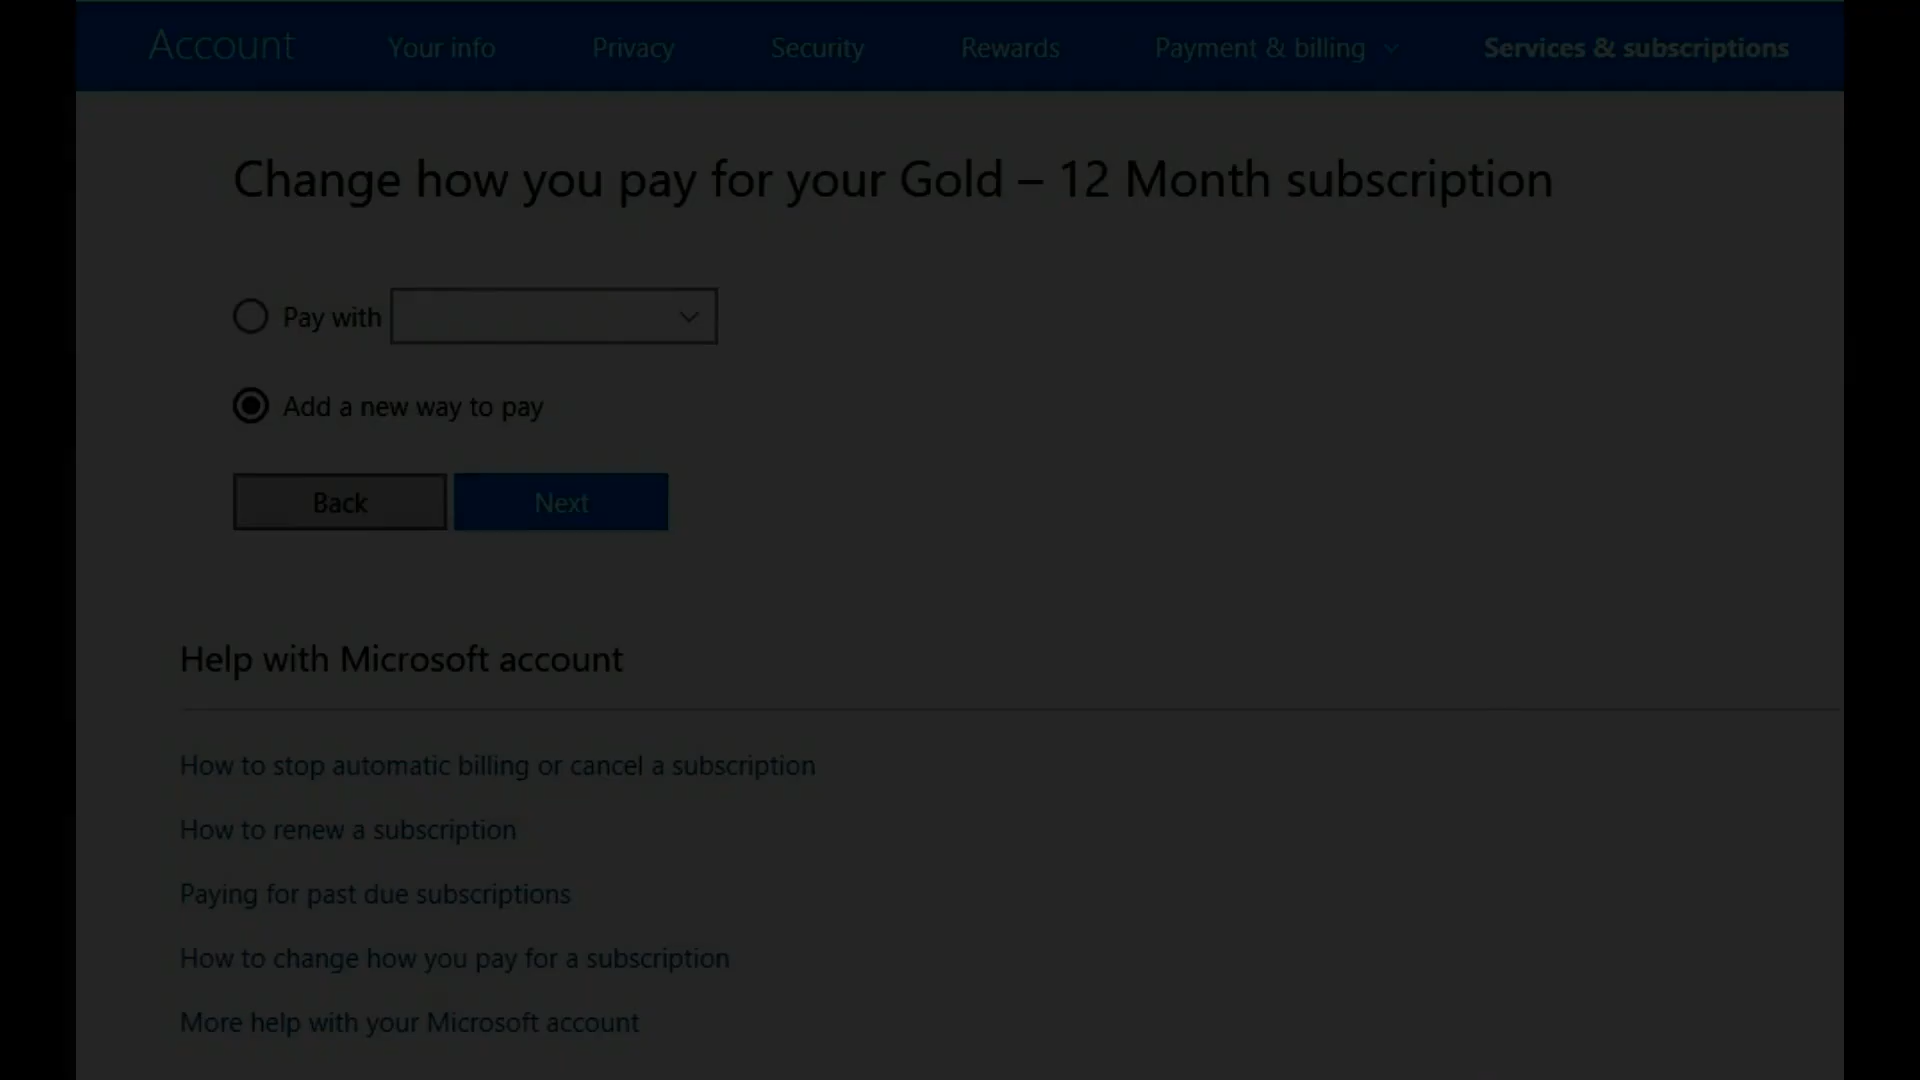 Account Your info Privacy Security Rewards Payment & billing Services & subscriptions
Change how you pay for your Gold – 12 Month subscription
Pay with
Add a new way to pay
Back Next
Help with Microsoft account
How to stop automatic billing or cancel a subscription
How to renew a subscription
Paying for past due subscriptions
How to change how you pay for a subscription
More help with your Microsoft account